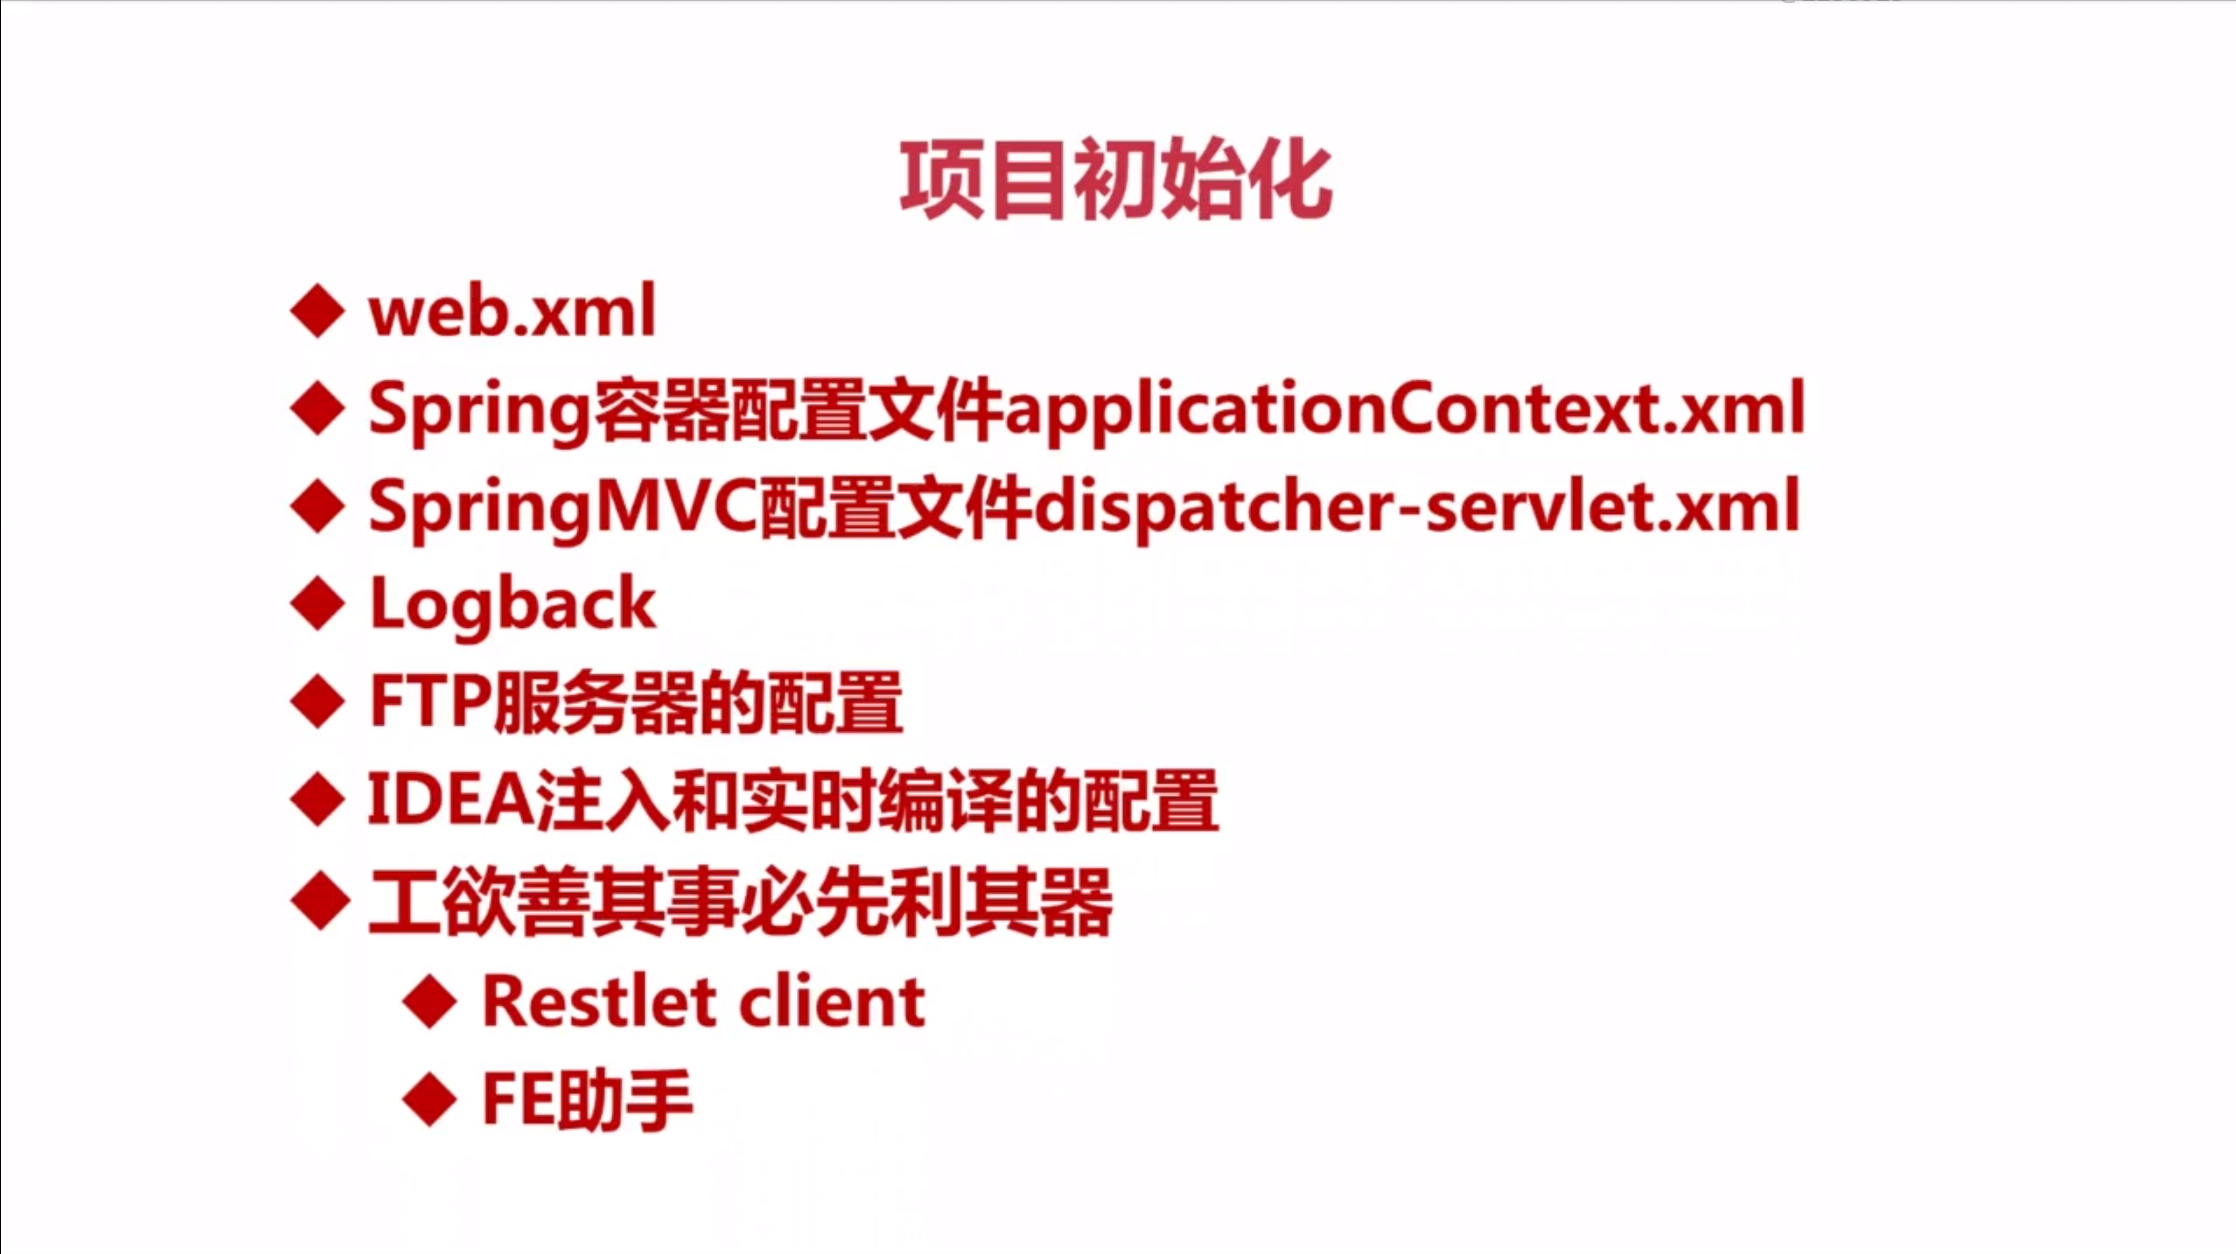 项目初始化
web.xml
Spring容器配置文件applicationContext.xml
SpringMVC配置文件dispatcher-servlet.xml
Logback
FTP服务器的配置
IDEA注入和实时编译的配置
工欲善其事必先利其器
Restlet client
FE助手